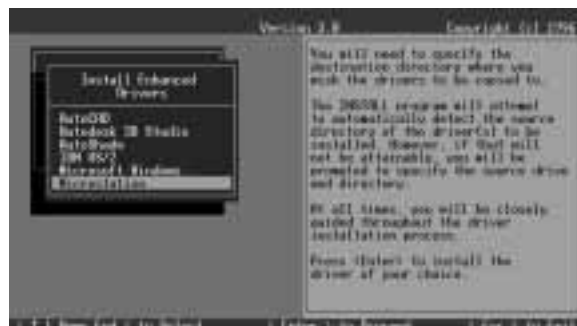 Version 3.0 Copyright (c) 1996
Install Enhanced
Drivers
AutoCAD
Autodesk 3D Studio
AutoShade
IBM OS/2
Microsoft Windows
Microstation
You will need to specify the
destination directory where you
wish the drivers to be copied to.
The INSTALL program will attempt
to automatically detect the source
directory of the driver(s) to be
installed. However, if that will
not be attainable, you will be
prompted to specify the source drive
and directory.
At all times, you will be closely
guided throughout the driver
installation process.
Press <Enter> to install the
driver of your choice.